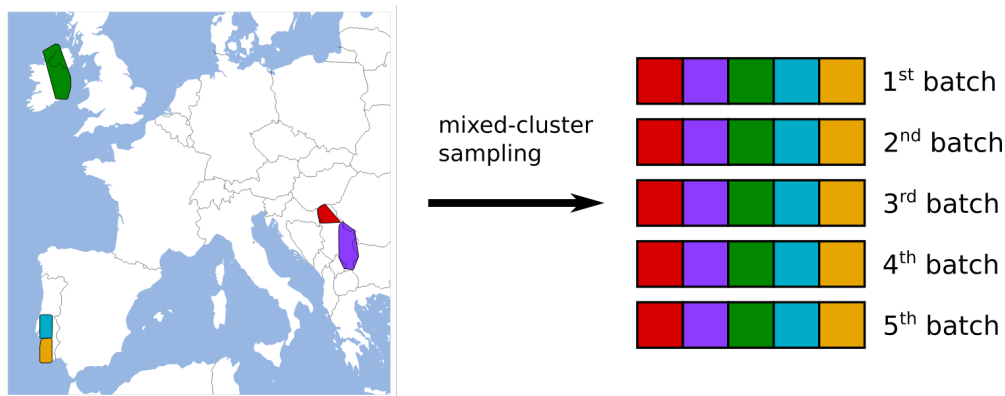 mixed-cluster
sampling
1st batch
2nd batch
3rd batch
4th batch
5th batch